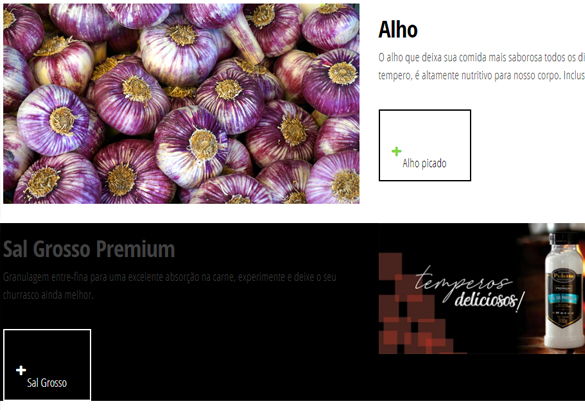 Alho
O alho que deixa sua comida mais saborosa todos os di
tempero, é altamente nutritivo para nosso corpo. Inclus
+ Alho picado
Sal Grosso Premium
Granulagem entre-fina para uma excelente absorção na carne, experimente e deixe o seu
churrasco ainda melhor.
temperos
deliciosos!
+ Sal Grosso